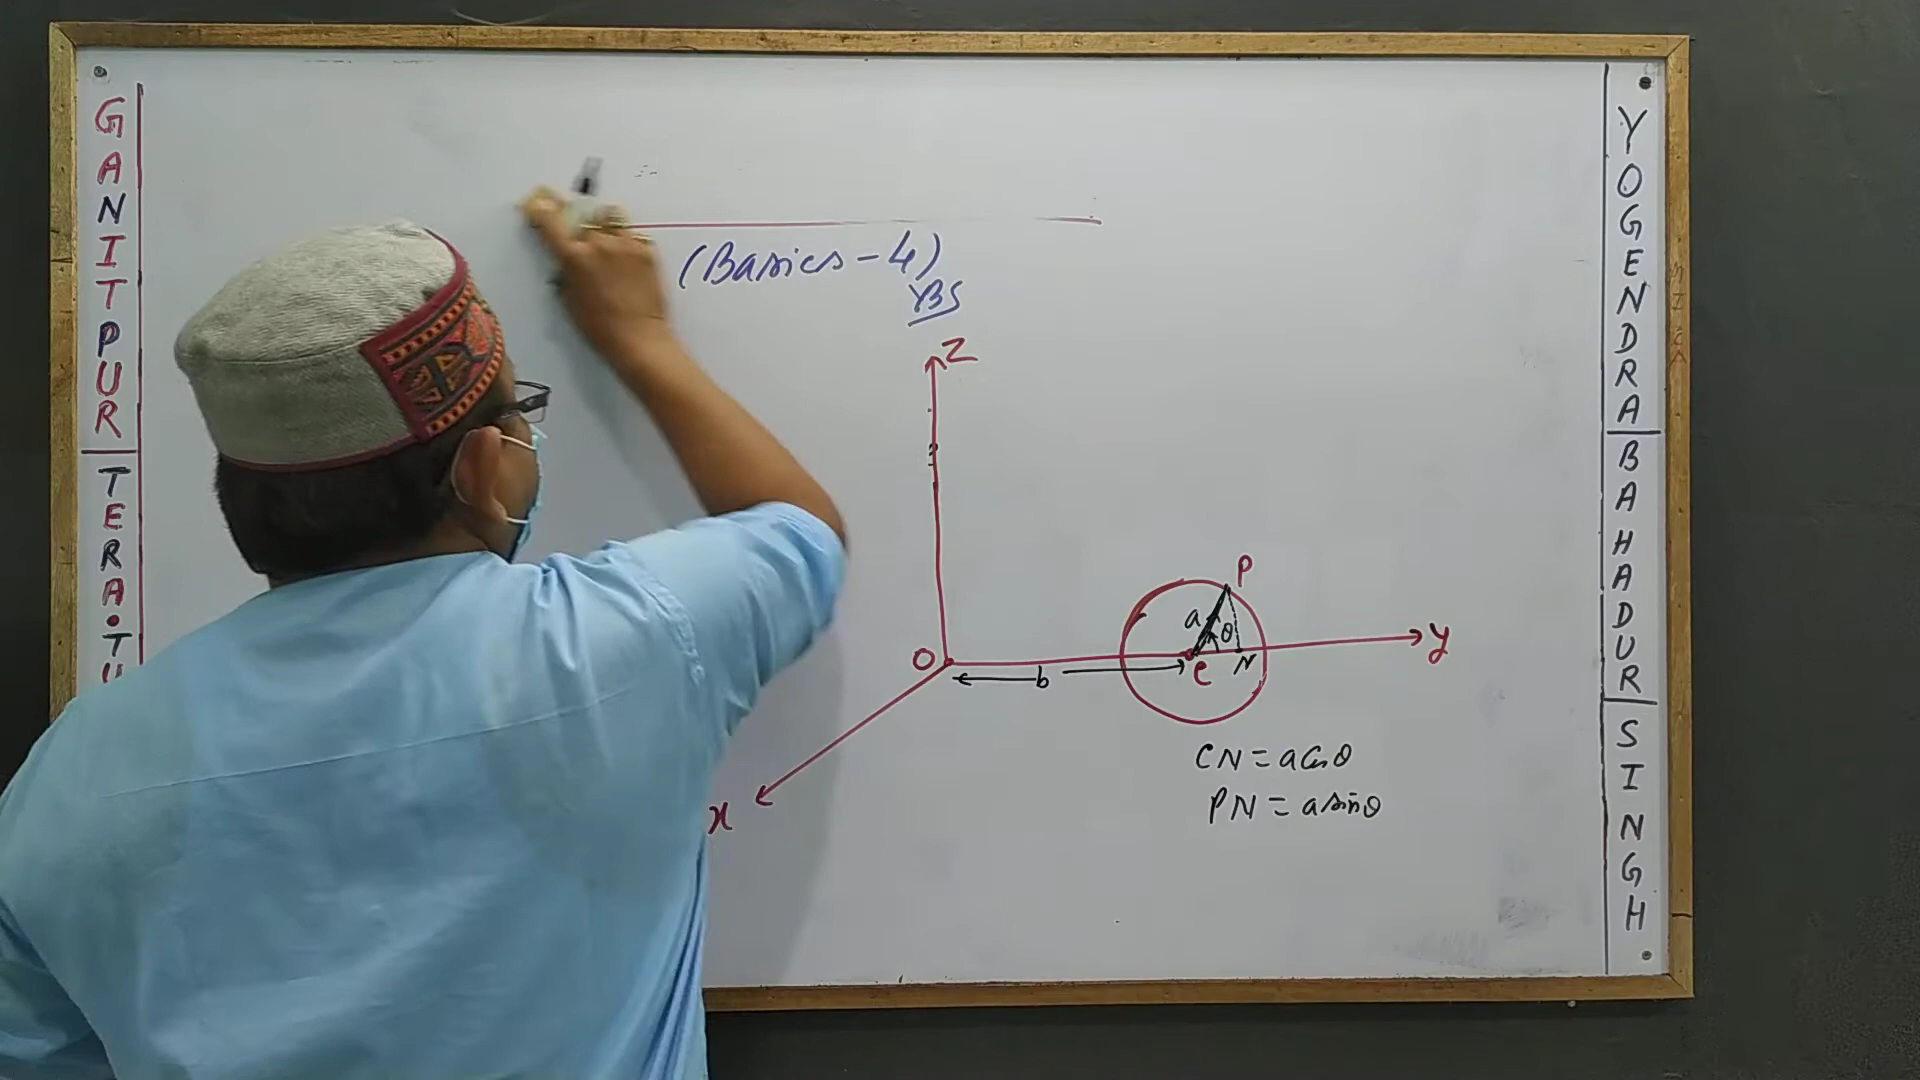 GANITPUR
TERA.TU
(Basics-4)
YBS
Z
P
a
θ
O
b
C
N
y
x
CN = a Cosθ
PN = a sinθ
YOGENDRA
BAHADUR
SINGH